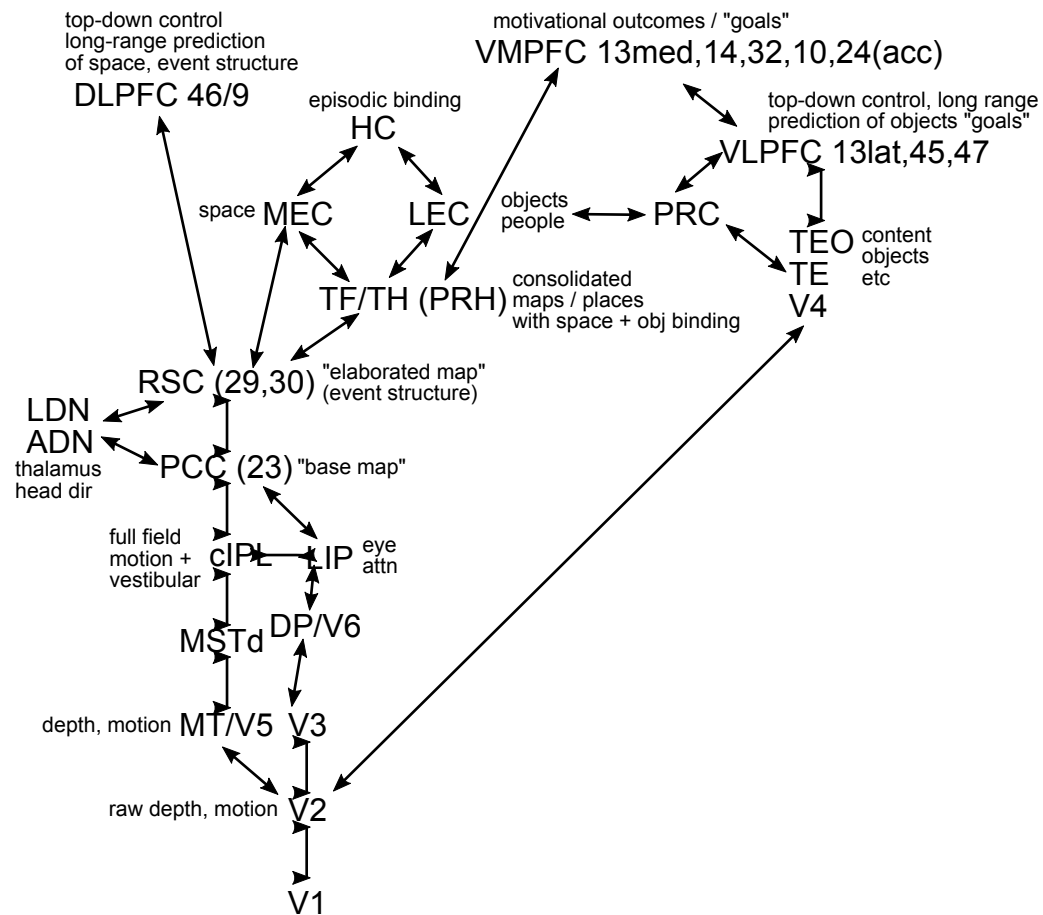 top-down control
long-range prediction
of space, event structure
DLPFC 46/9
motivational outcomes / "goals"
VMPFC 13med,14,32,10,24(acc)
episodic binding
HC
top-down control, long range
prediction of objects "goals"
VLPFC 13lat,45,47
space MEC
LEC
objects
people
PRC
TEO
TE
V4
content
objects
etc
TF/TH (PRH)
consolidated
maps / places
with space + obj binding
RSC (29,30)
"elaborated map"
(event structure)
LDN
ADN
thalamus
head dir
PCC (23) "base map"
full field
motion +
vestibular
cIPL
LIP
eye
attn
MSTd
DP/V6
depth, motion MT/V5
V3
raw depth, motion V2
V1